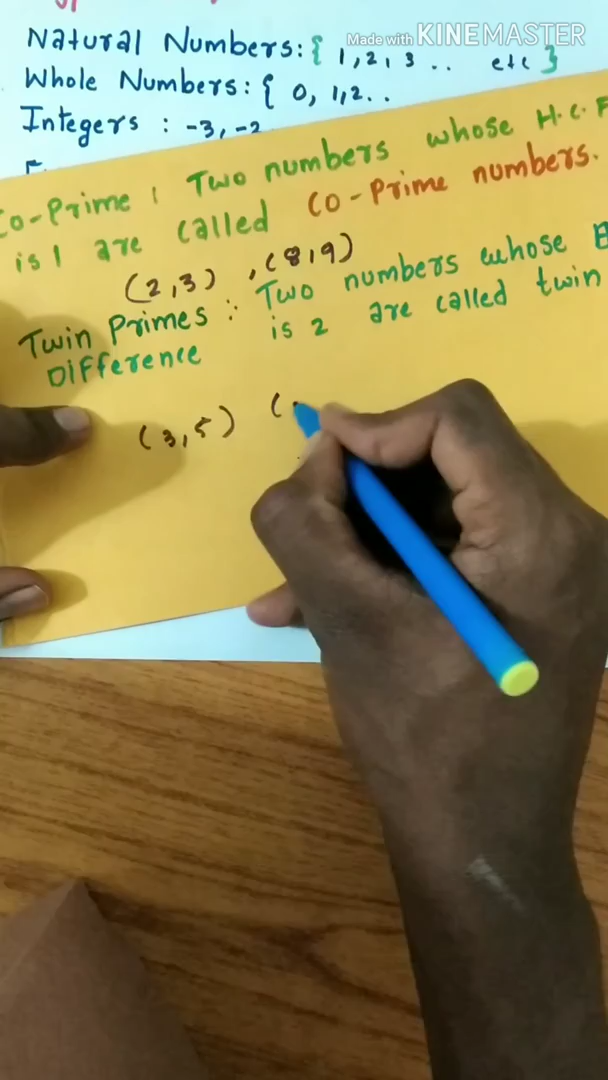 Made with KINEMASTER
Natural Numbers: { 1, 2, 3 .. etc }
Whole Numbers: { 0, 1, 2..
Integers : -3, -2
Co-Prime : Two numbers whose H.C.F
is 1 are called Co-Prime numbers.
(2,3) , (8,9)
Twin Primes : Two numbers whose
Difference is 2 are called twin
(3,5) (